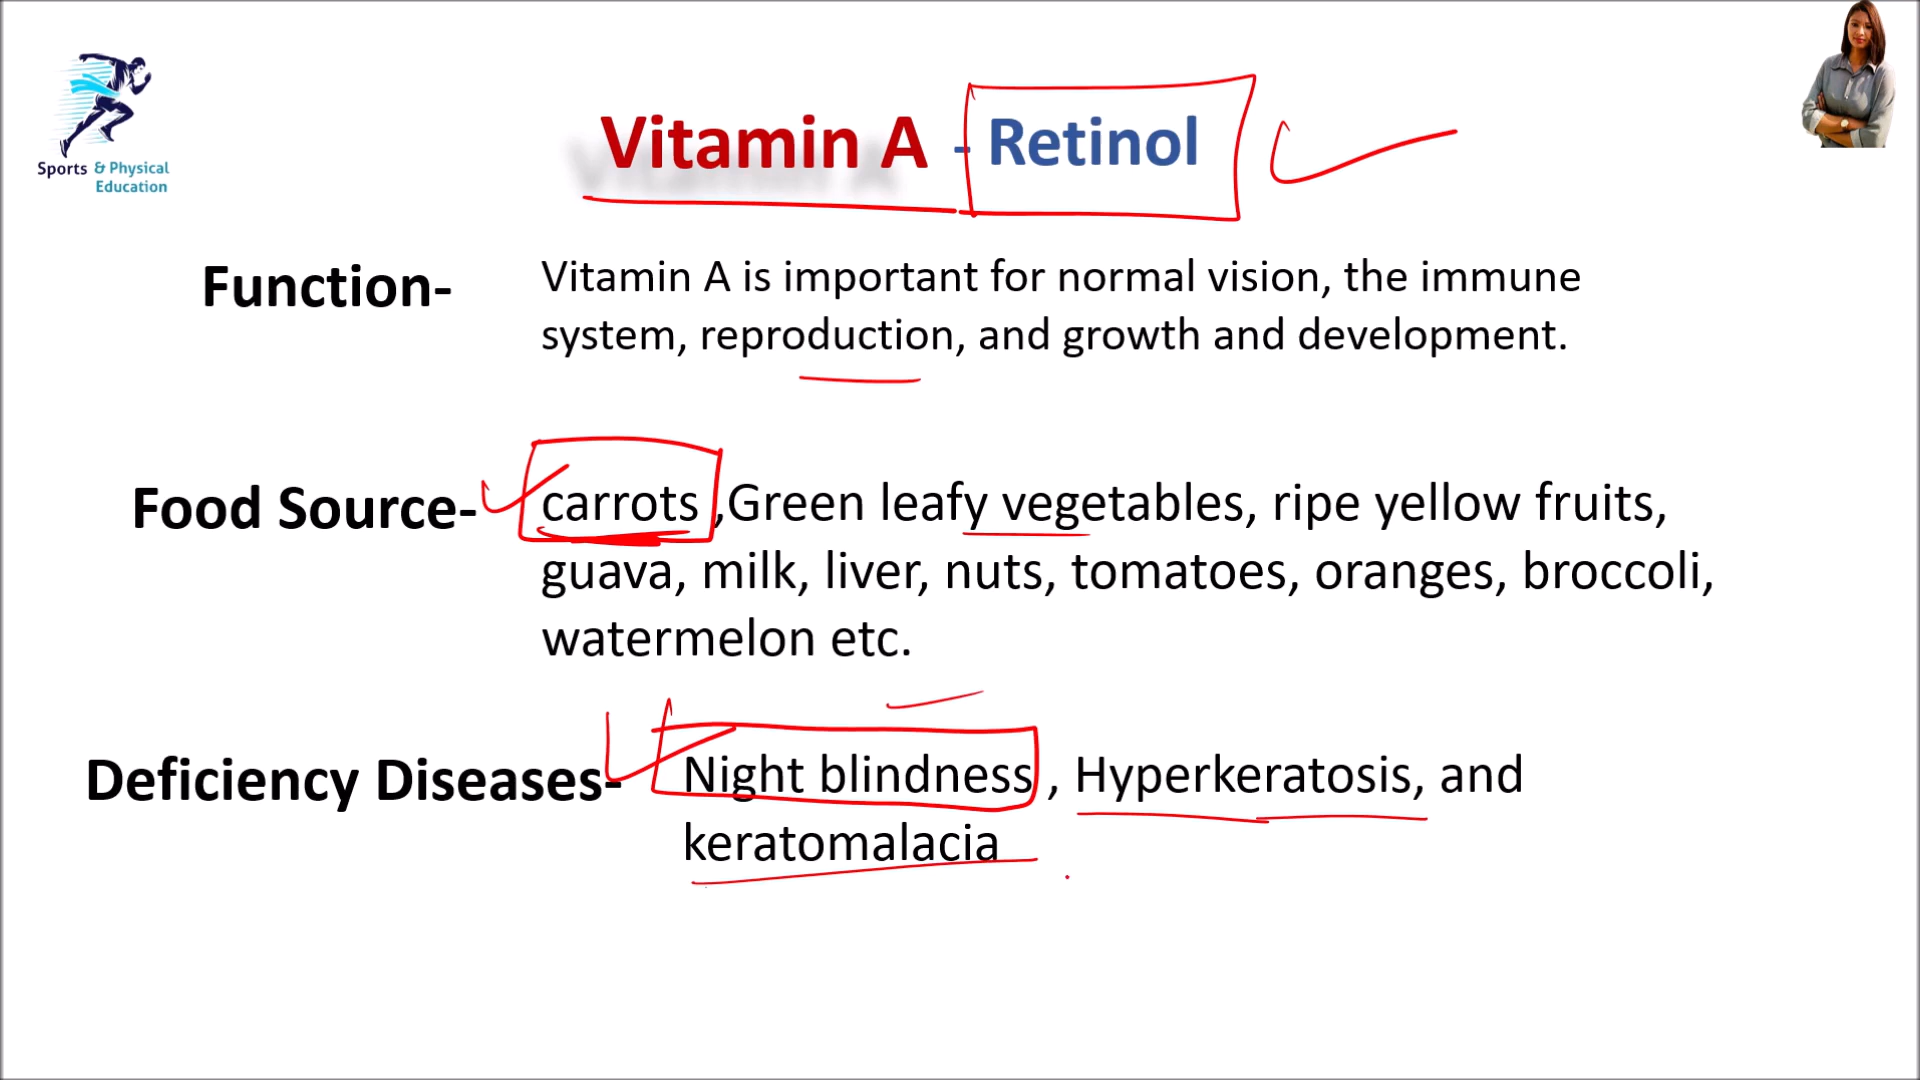 Sports & Physical
Education
Vitamin A - Retinol
Function-
Vitamin A is important for normal vision, the immune
system, reproduction, and growth and development.
Food Source-
carrots ,Green leafy vegetables, ripe yellow fruits,
guava, milk, liver, nuts, tomatoes, oranges, broccoli,
watermelon etc.
Deficiency Diseases-
Night blindness , Hyperkeratosis, and
keratomalacia